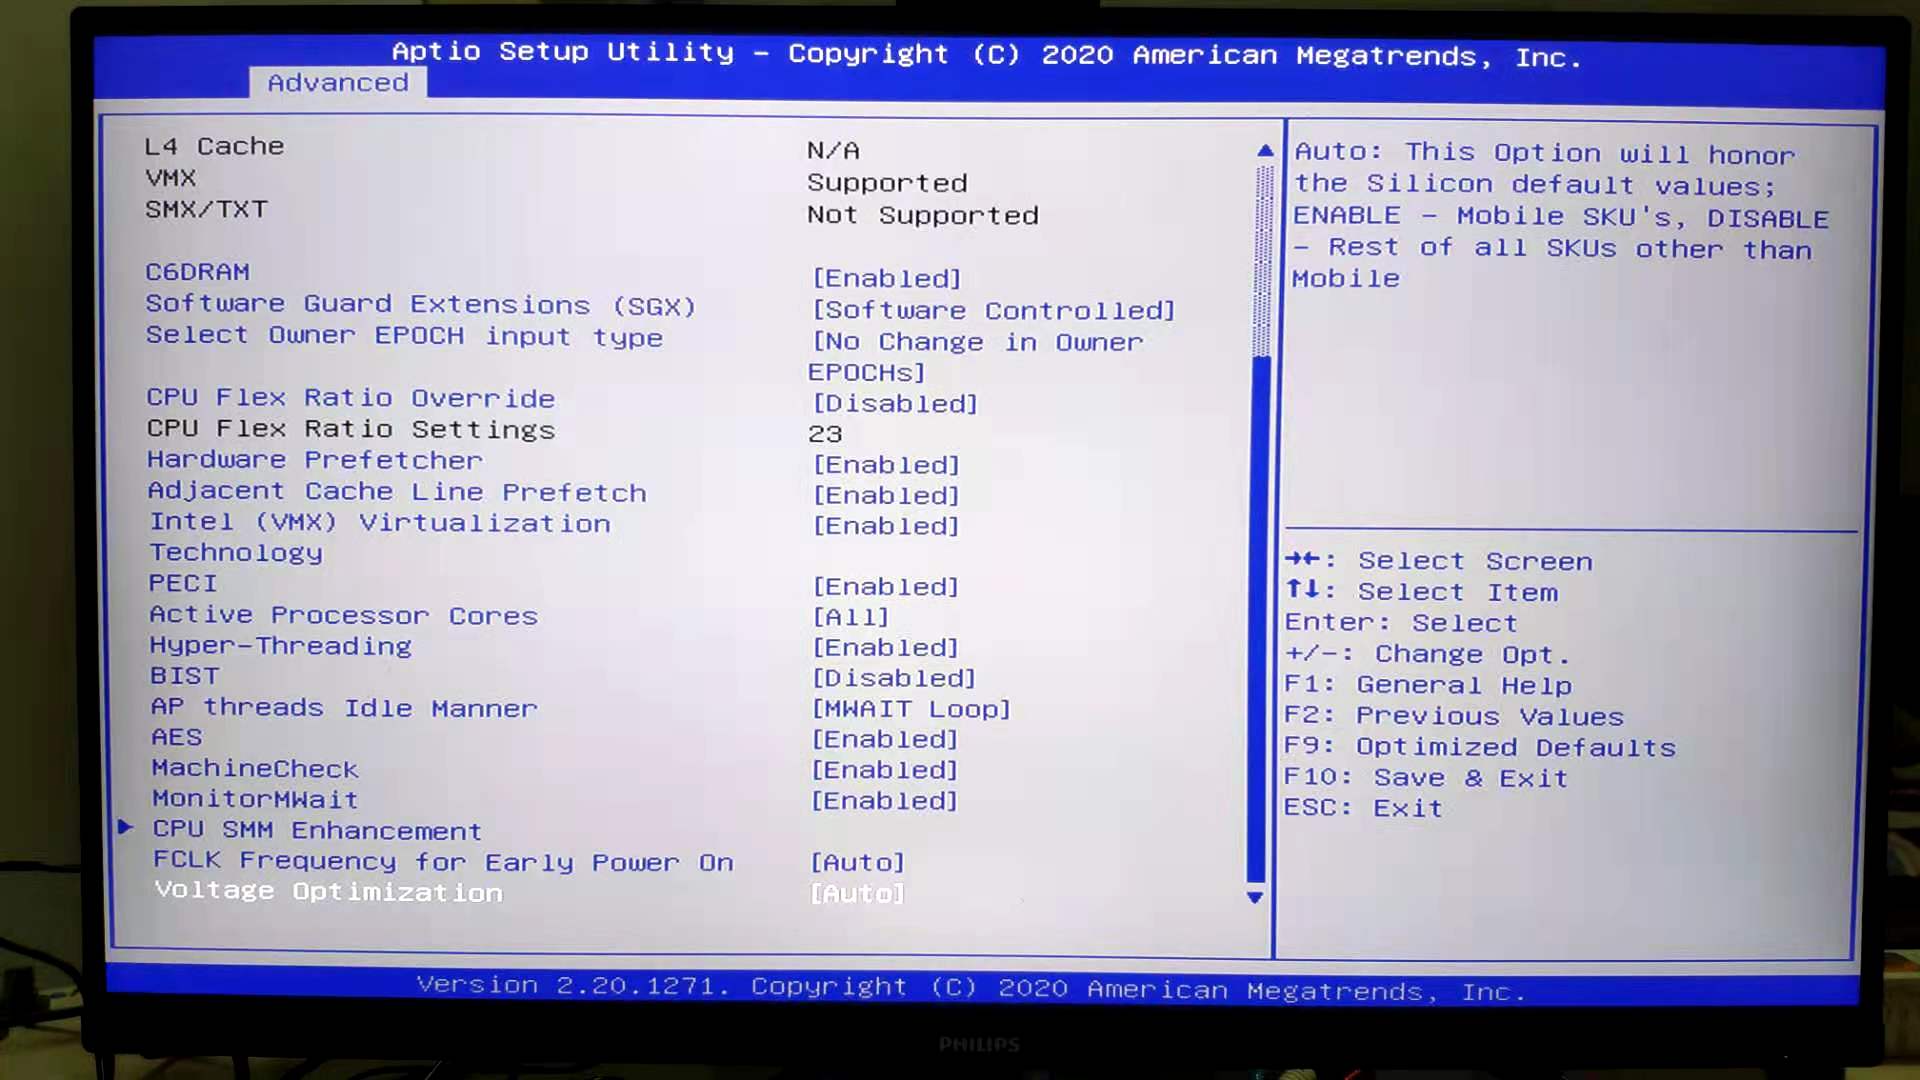 Aptio Setup Utility - Copyright (C) 2020 American Megatrends, Inc.
Advanced
L4 Cache N/A
VMX Supported
SMX/TXT Not Supported
C6DRAM [Enabled]
Software Guard Extensions (SGX) [Software Controlled]
Select Owner EPOCH input type [No Change in Owner
EPOCHs]
CPU Flex Ratio Override [Disabled]
CPU Flex Ratio Settings 23
Hardware Prefetcher [Enabled]
Adjacent Cache Line Prefetch [Enabled]
Intel (VMX) Virtualization [Enabled]
Technology
PECI [Enabled]
Active Processor Cores [All]
Hyper-Threading [Enabled]
BIST [Disabled]
AP threads Idle Manner [MWAIT Loop]
AES [Enabled]
MachineCheck [Enabled]
MonitorMWait [Enabled]
CPU SMM Enhancement
FCLK Frequency for Early Power On [Auto]
Voltage Optimization [Auto]
Auto: This Option will honor
the Silicon default values;
ENABLE - Mobile SKU's, DISABLE
- Rest of all SKUs other than
Mobile
→←: Select Screen
↑↓: Select Item
Enter: Select
+/-: Change Opt.
F1: General Help
F2: Previous Values
F9: Optimized Defaults
F10: Save & Exit
ESC: Exit
Version 2.20.1271. Copyright (C) 2020 American Megatrends, Inc.
PHILIPS